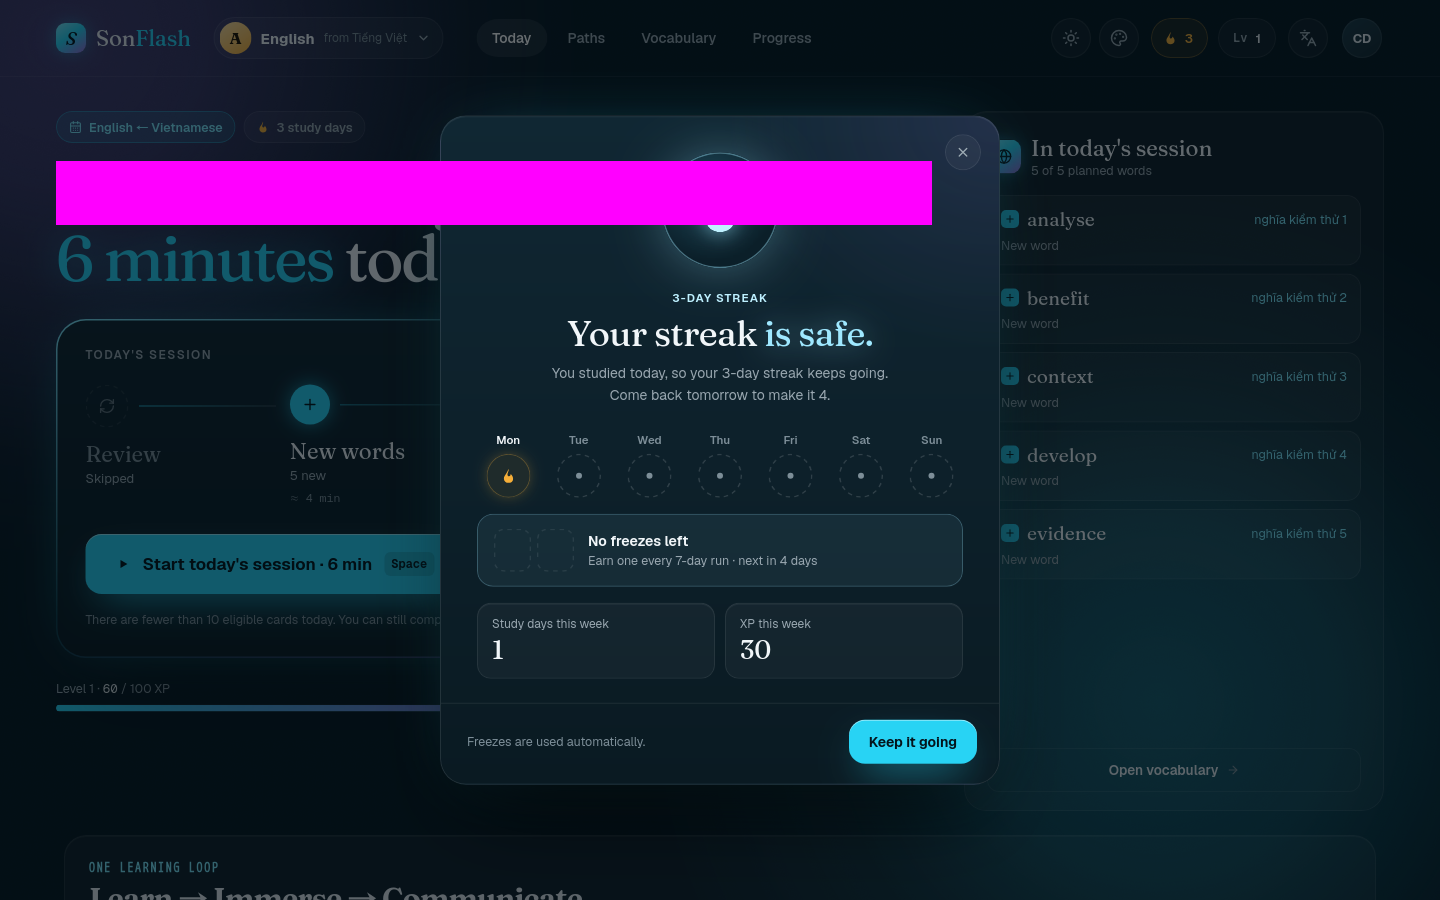 SonFlash
A English from Tiếng Việt
Today Paths Vocabulary Progress
3
Lv 1
CD
English ← Vietnamese
3 study days
6 minutes
TODAY'S SESSION
Review
Skipped
New words
5 new
≈ 4 min
Start today's session · 6 min Space
There are fewer than 10 eligible cards today. You can still
Level 1 · 60 / 100 XP
3-DAY STREAK
Your streak is safe.
You studied today, so your 3-day streak keeps going.
Come back tomorrow to make it 4.
Mon Tue Wed Thu Fri Sat Sun
No freezes left
Earn one every 7-day run · next in 4 days
Study days this week
1
XP this week
30
Freezes are used automatically.
Keep it going
In today's session
5 of 5 planned words
analyse nghĩa kiểm thử 1
New word
benefit nghĩa kiểm thử 2
New word
context nghĩa kiểm thử 3
New word
develop nghĩa kiểm thử 4
New word
evidence nghĩa kiểm thử 5
New word
Open vocabulary →
ONE LEARNING LOOP
Learn → Immerse → Communicate